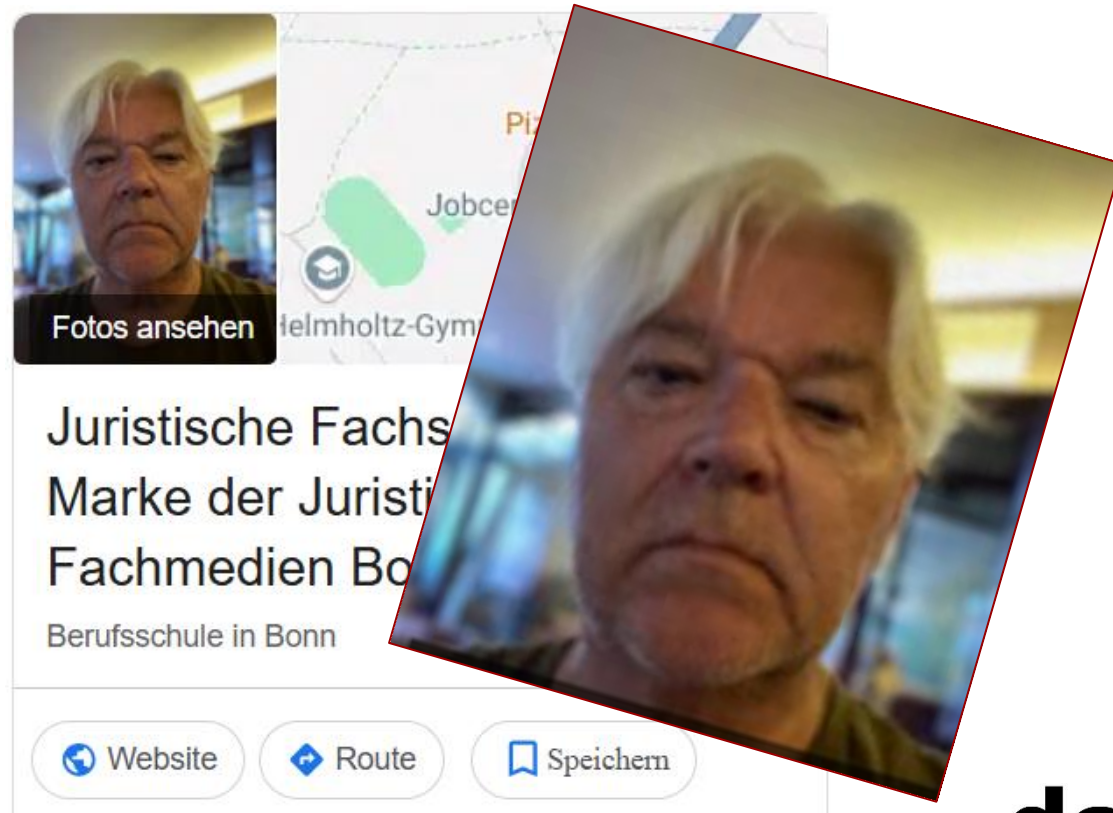 Fotos ansehen
Helmholtz-Gym
Jobcen
Piz
Juristische Fachs
Marke der Juristi
Fachmedien Bo
Berufsschule in Bonn
Website
Route
Speichern